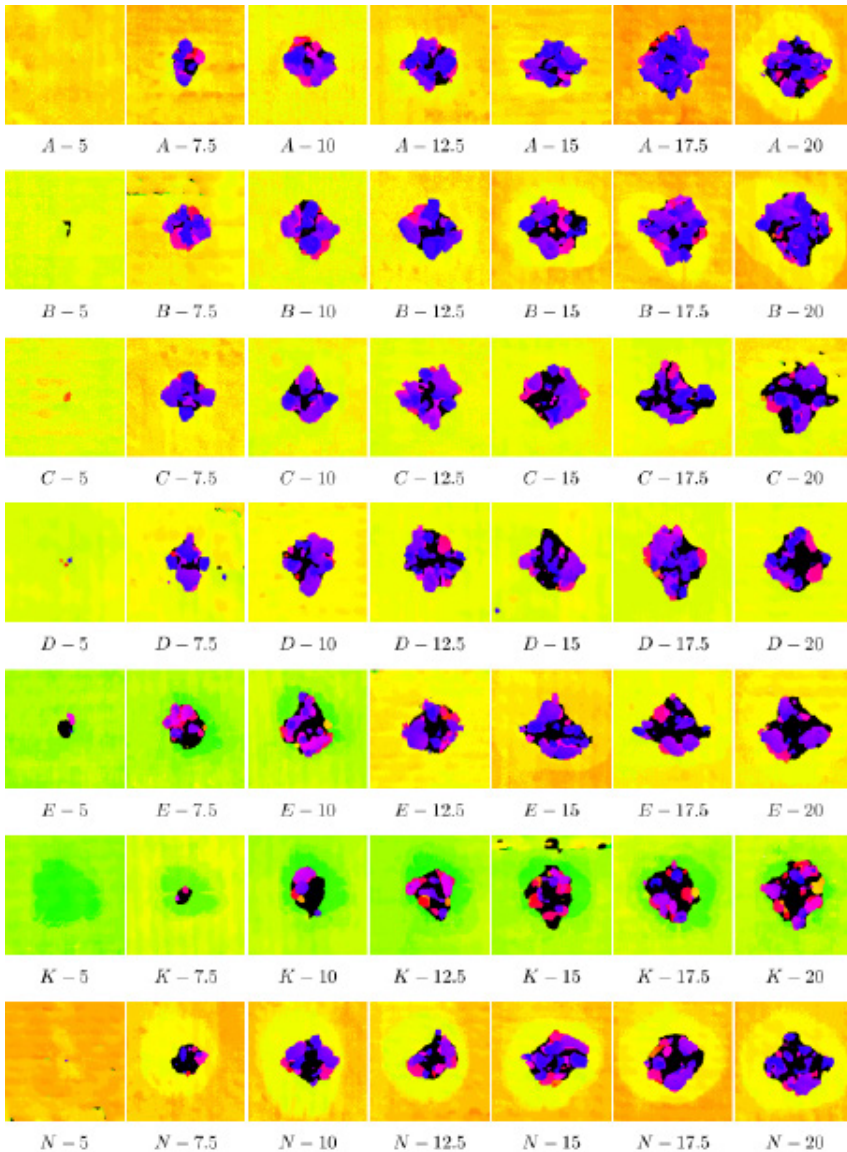 A − 5 A − 7.5 A − 10 A − 12.5 A − 15 A − 17.5 A − 20
B − 5 B − 7.5 B − 10 B − 12.5 B − 15 B − 17.5 B − 20
C − 5 C − 7.5 C − 10 C − 12.5 C − 15 C − 17.5 C − 20
D − 5 D − 7.5 D − 10 D − 12.5 D − 15 D − 17.5 D − 20
E − 5 E − 7.5 E − 10 E − 12.5 E − 15 E − 17.5 E − 20
K − 5 K − 7.5 K − 10 K − 12.5 K − 15 K − 17.5 K − 20
N − 5 N − 7.5 N − 10 N − 12.5 N − 15 N − 17.5 N − 20